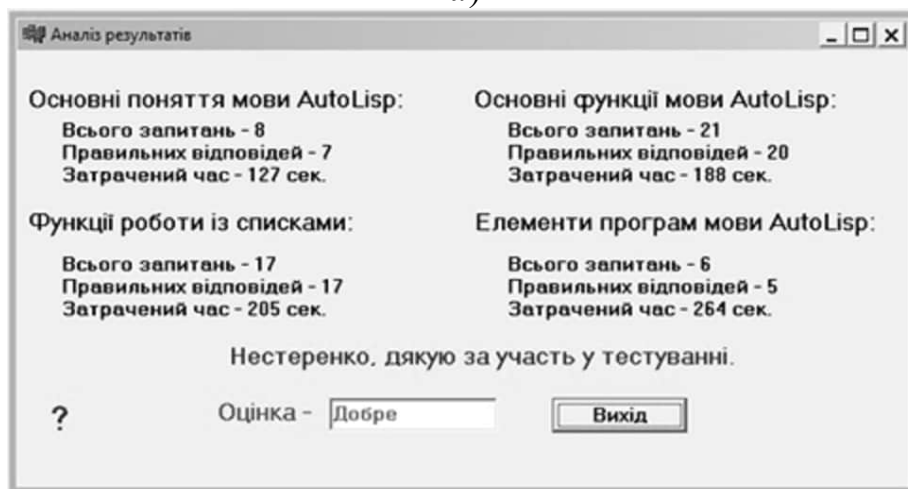 Аналіз результатів
Основні поняття мови AutoLisp:
Всього запитань - 8
Правильних відповідей - 7
Затрачений час - 127 сек.
Основні функції мови AutoLisp:
Всього запитань - 21
Правильних відповідей - 20
Затрачений час - 188 сек.
Функції роботи із списками:
Всього запитань - 17
Правильних відповідей - 17
Затрачений час - 205 сек.
Елементи програм мови AutoLisp:
Всього запитань - 6
Правильних відповідей - 5
Затрачений час - 264 сек.
Нестеренко, дякую за участь у тестуванні.
? Оцінка - Добре Вихід